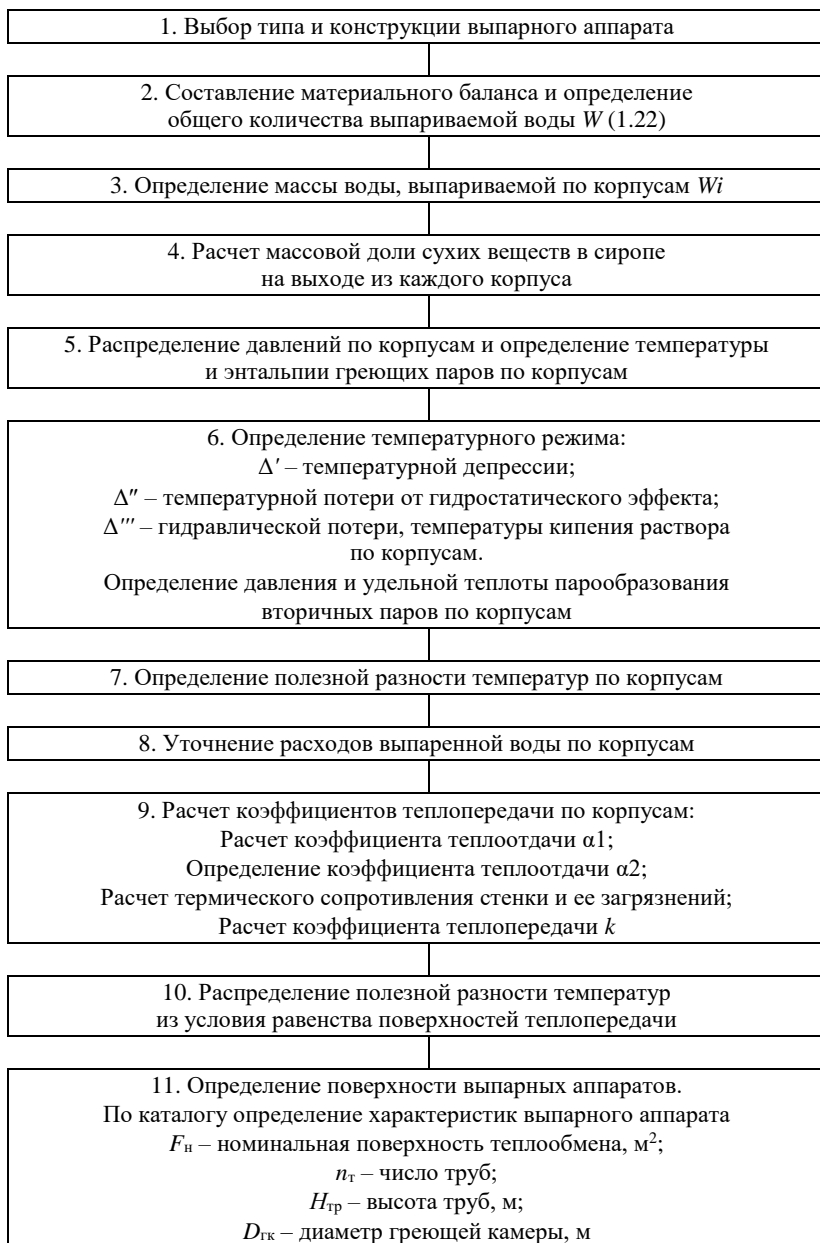 1. Выбор типа и конструкции выпарного аппарата
2. Составление материального баланса и определение
общего количества выпариваемой воды W (1.22)
3. Определение массы воды, выпариваемой по корпусам Wi
4. Расчет массовой доли сухих веществ в сиропе
на выходе из каждого корпуса
5. Распределение давлений по корпусам и определение температуры
и энтальпии греющих паров по корпусам
6. Определение температурного режима:
Δ′ – температурной депрессии;
Δ″ – температурной потери от гидростатического эффекта;
Δ‴ – гидравлической потери, температуры кипения раствора
по корпусам.
Определение давления и удельной теплоты парообразования
вторичных паров по корпусам
7. Определение полезной разности температур по корпусам
8. Уточнение расходов выпаренной воды по корпусам
9. Расчет коэффициентов теплопередачи по корпусам:
Расчет коэффициента теплоотдачи α1;
Определение коэффициента теплоотдачи α2;
Расчет термического сопротивления стенки и ее загрязнений;
Расчет коэффициента теплопередачи k
10. Распределение полезной разности температур
из условия равенства поверхностей теплопередачи
11. Определение поверхности выпарных аппаратов.
По каталогу определение характеристик выпарного аппарата
Fн – номинальная поверхность теплообмена, м²;
nт – число труб;
Hтр – высота труб, м;
Dгк – диаметр греющей камеры, м